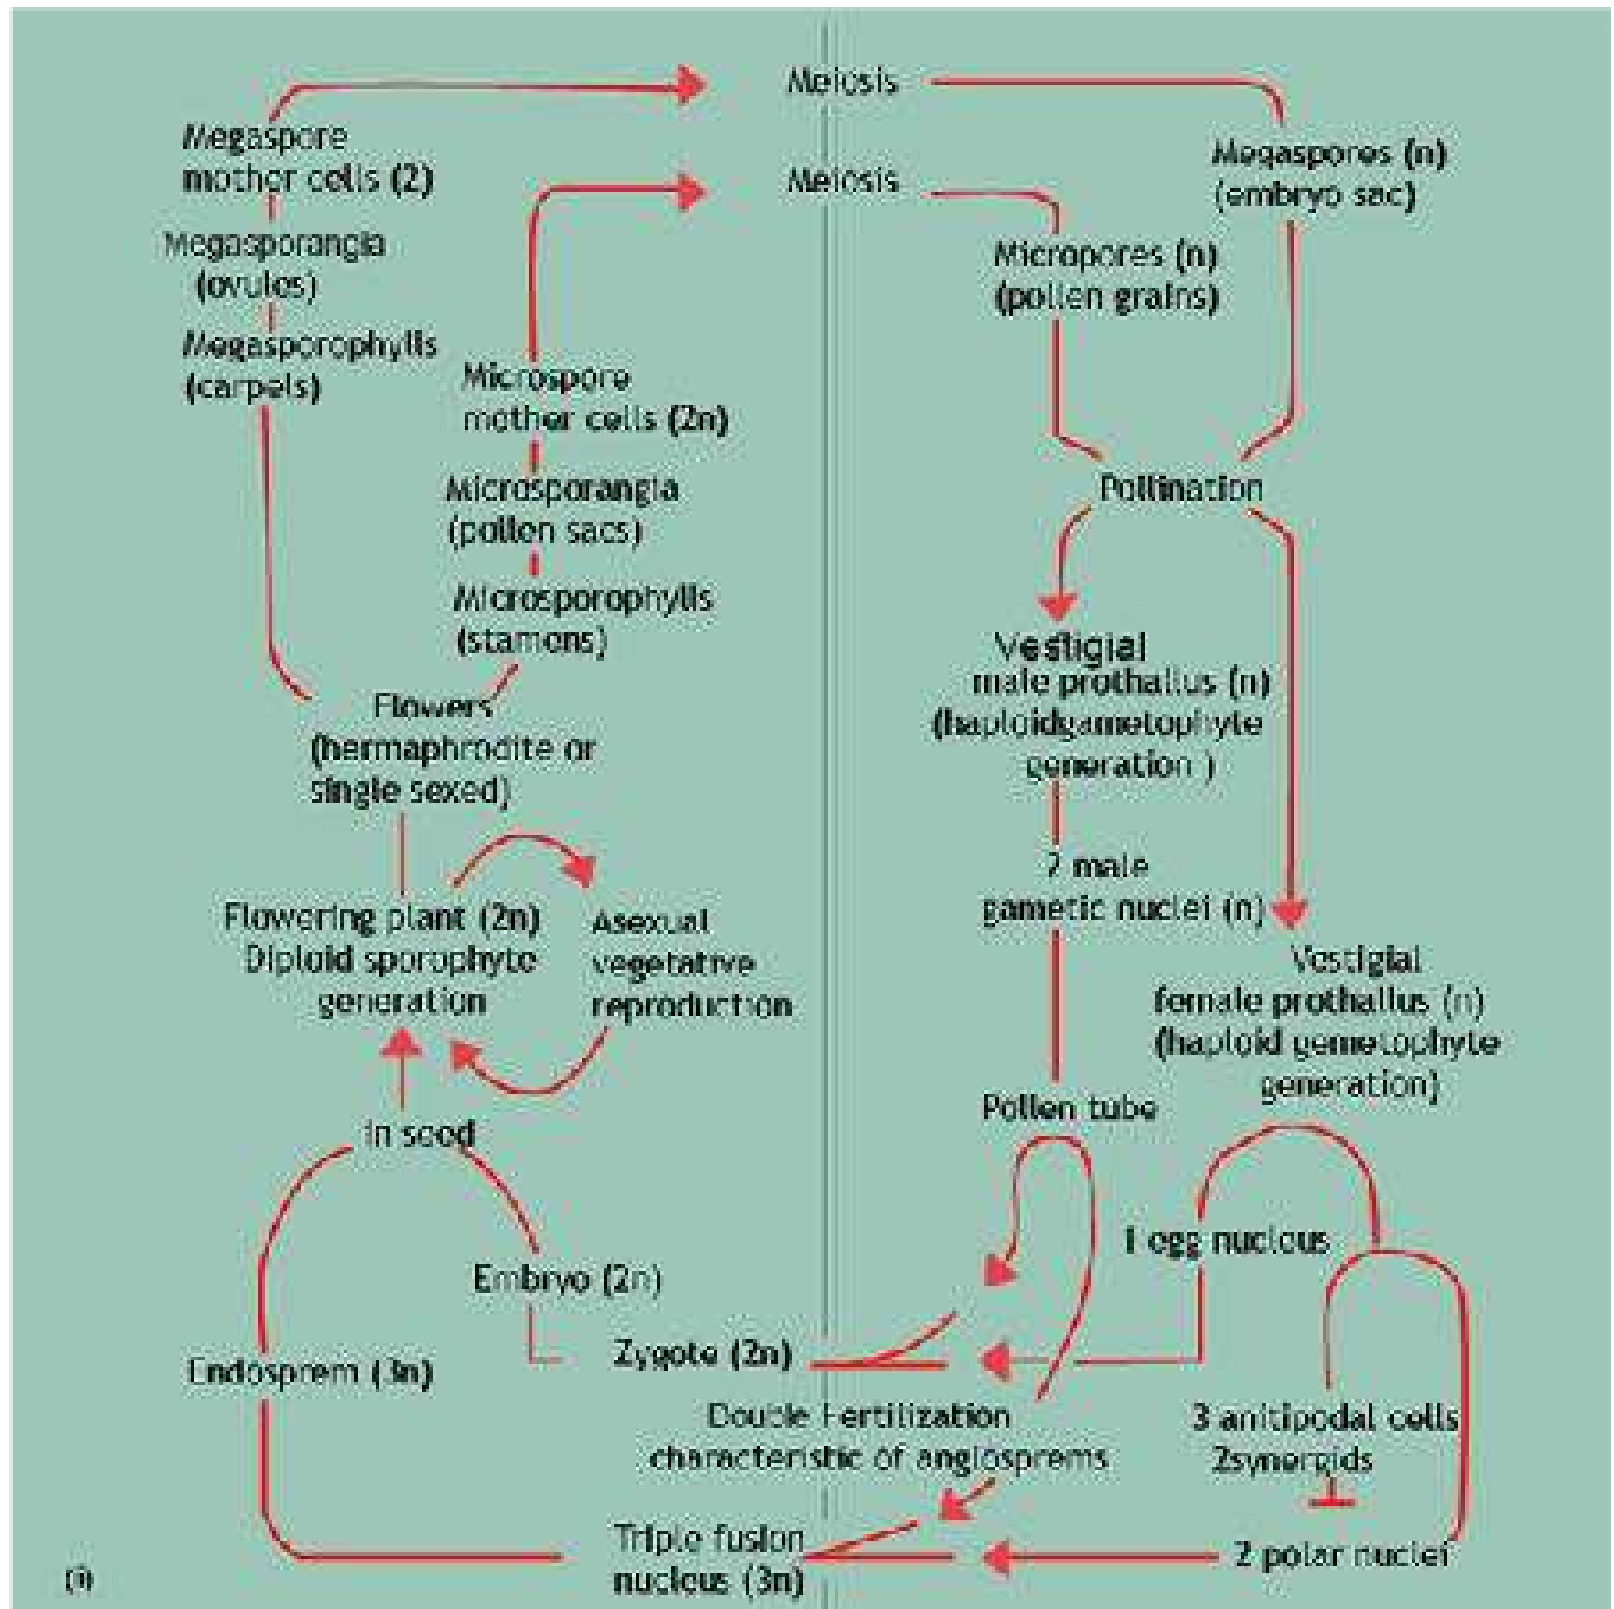 Meiosis
Megaspore
mother cells (2)
Megaspores (n)
(embryo sac)
Meiosis
Megasporangia
(ovules)
Micropores (n)
(pollen grains)
Megasporophylls
(carpels)
Microspore
mother cells (2n)
Pollination
Microsporangia
(pollen sacs)
Microsporophylls
(stamons)
Vestigial
male prothallus (n)
(haploidgametophyte
generation )
Flowers
(hermaphrodite or
single sexed)
2 male
gametic nuclei (n)
Flowering plant (2n)
Diploid sporophyte
generation
Asexual
vegetative
reproduction
Vestigial
female prothallus (n)
(haploid gemetophyte
generation)
Pollen tube
in seed
1 egg nucleus
Embryo (2n)
Zygote (2n)
Endosprem (3n)
Double Fertilization
characteristic of angiosprems
3 anitipodal cells
2synergids
Triple fusion
nucleus (3n)
2 polar nuclei
(i)